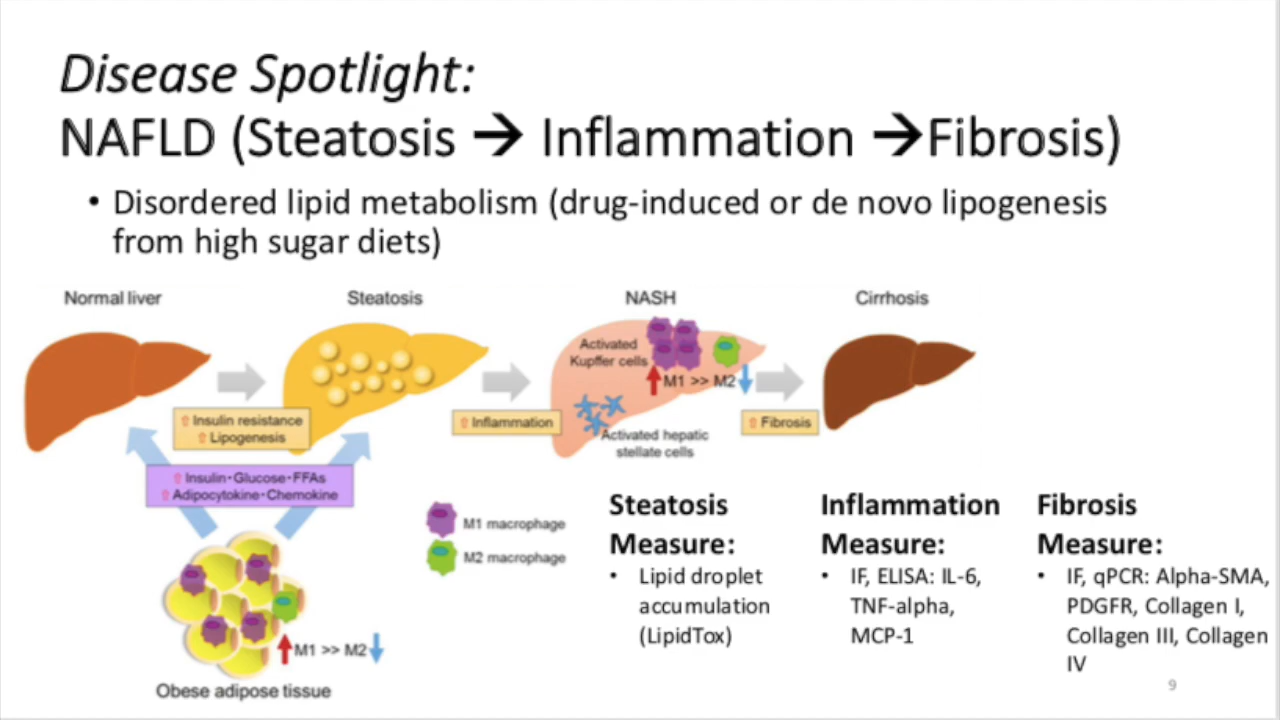 Disease Spotlight:
NAFLD (Steatosis → Inflammation →Fibrosis)
• Disordered lipid metabolism (drug-induced or de novo lipogenesis
from high sugar diets)
Normal liver
Steatosis
NASH
Cirrhosis
Activated
Kupffer cells
M1 >> M2
⇧ Insulin resistance
⇧ Lipogenesis
⇧ Inflammation
⇧ Fibrosis
Activated hepatic
stellate cells
⇧ Insulin・Glucose・FFAs
⇧ Adipocytokine・Chemokine
M1 macrophage
M2 macrophage
M1 >> M2
Obese adipose tissue
Steatosis
Measure:
• Lipid droplet
accumulation
(LipidTox)
Inflammation
Measure:
• IF, ELISA: IL-6,
TNF-alpha,
MCP-1
Fibrosis
Measure:
• IF, qPCR: Alpha-SMA,
PDGFR, Collagen I,
Collagen III, Collagen
IV
9